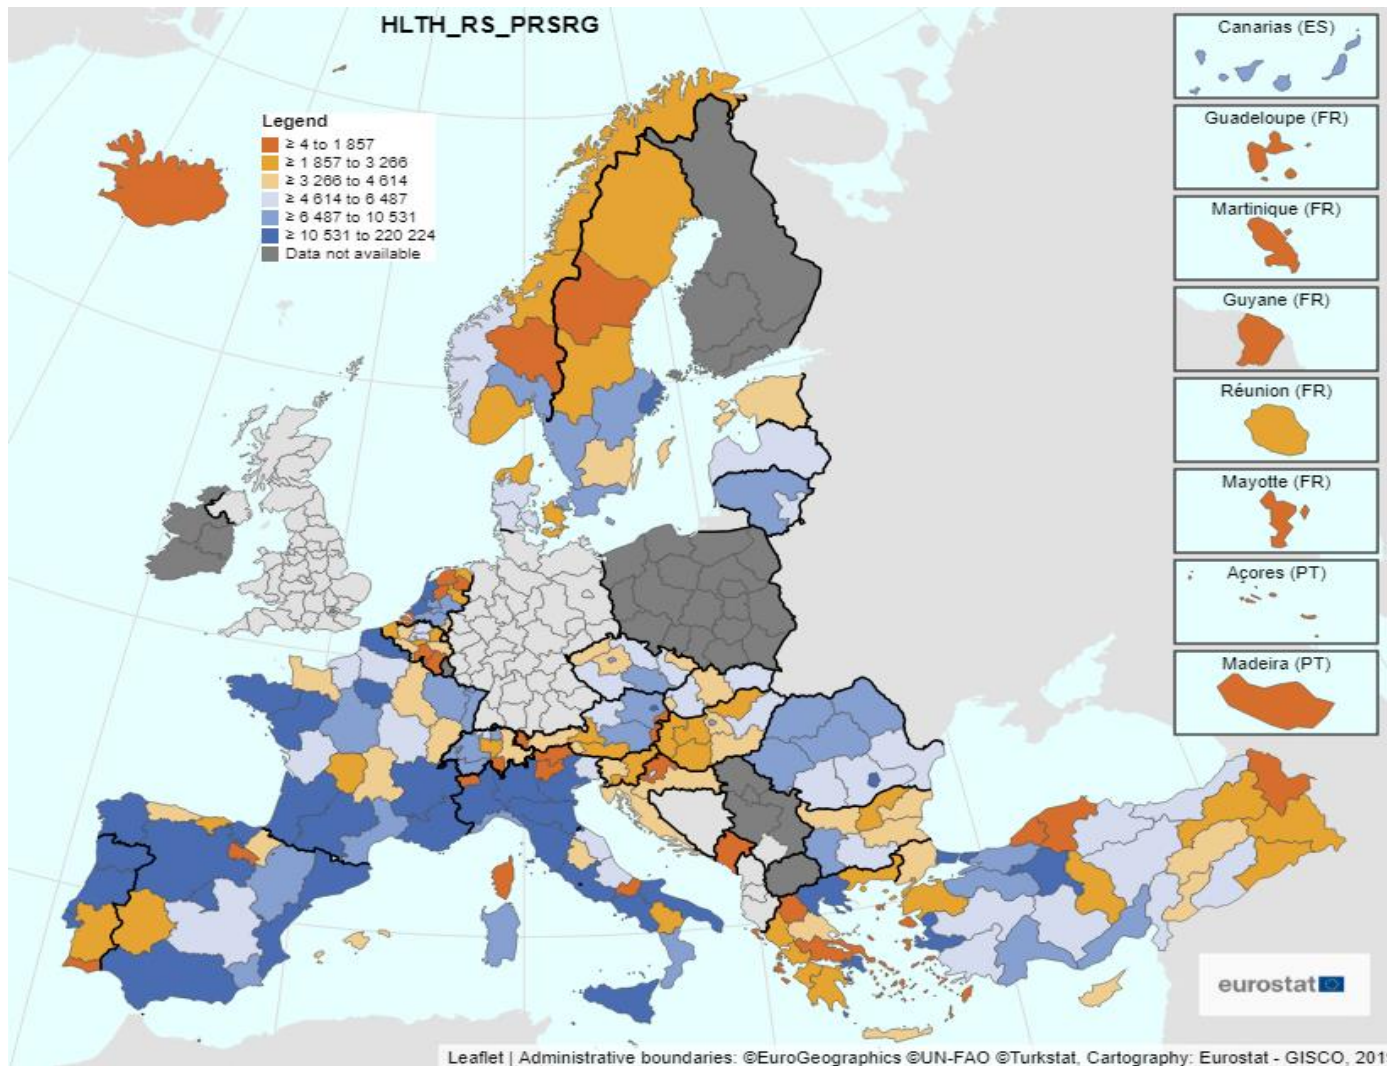 HLTH_RS_PRSRG
Legend
≥ 4 to 1 857
≥ 1 857 to 3 266
≥ 3 266 to 4 614
≥ 4 614 to 6 487
≥ 6 487 to 10 531
≥ 10 531 to 220 224
Data not available
Canarias (ES)
Guadeloupe (FR)
Martinique (FR)
Guyane (FR)
Réunion (FR)
Mayotte (FR)
Açores (PT)
Madeira (PT)
eurostat
Leaflet | Administrative boundaries: ©EuroGeographics ©UN-FAO ©Turkstat, Cartography: Eurostat - GISCO, 201